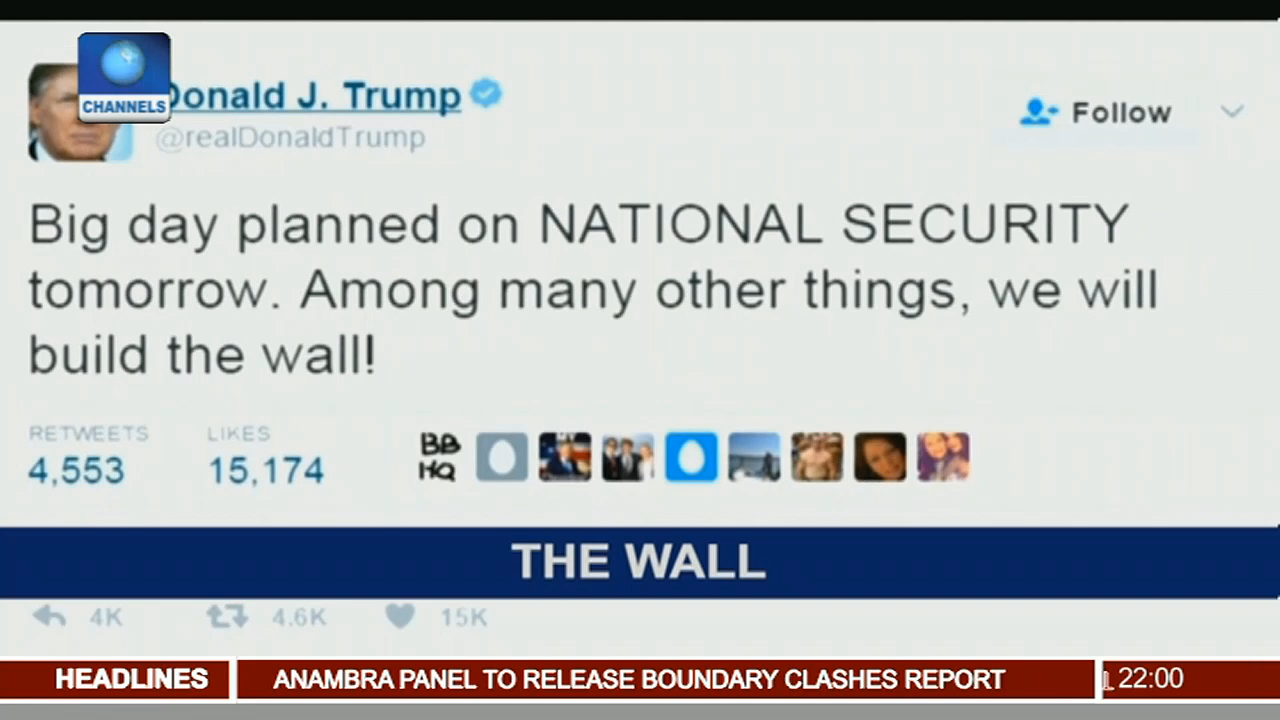 CHANNELS
Donald J. Trump
@realDonaldTrump
Follow
Big day planned on NATIONAL SECURITY
tomorrow. Among many other things, we will
build the wall!
RETWEETS LIKES
4,553 15,174
BB
HQ
THE WALL
4K 4.6K 15K
HEADLINES ANAMBRA PANEL TO RELEASE BOUNDARY CLASHES REPORT 22:00